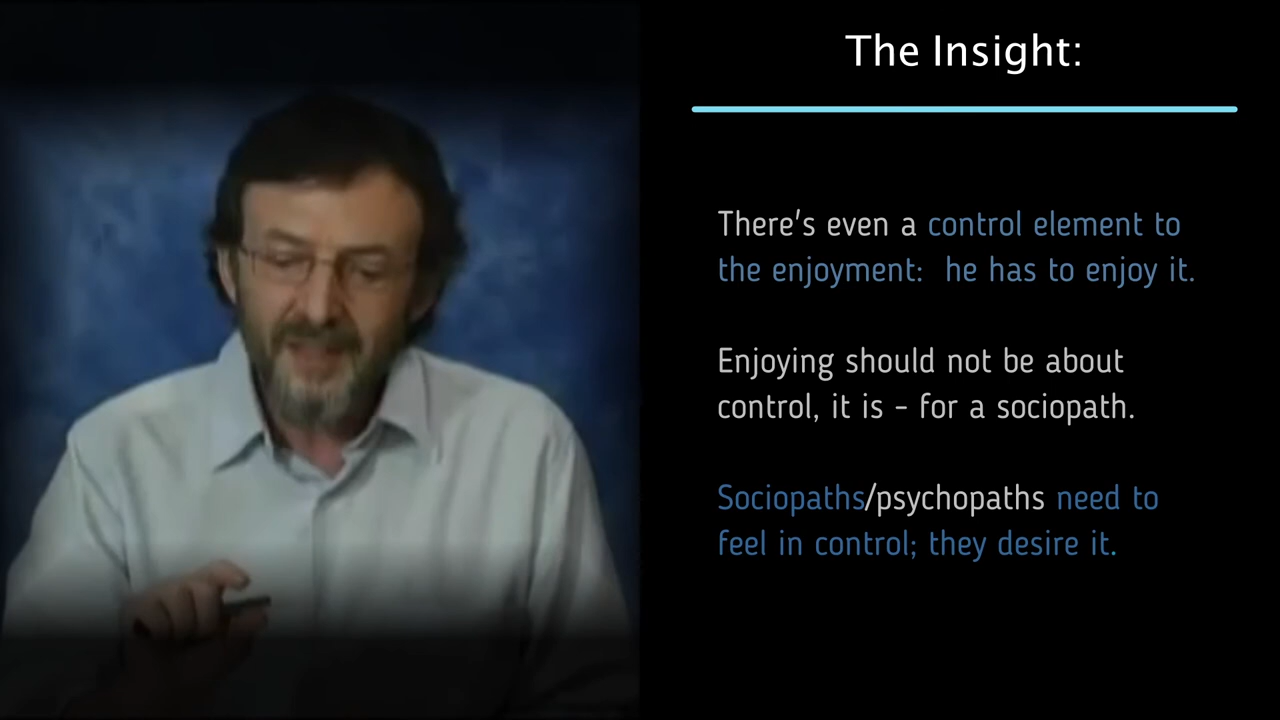 The Insight:
There's even a control element to
the enjoyment:  he has to enjoy it.
Enjoying should not be about
control, it is - for a sociopath.
Sociopaths/psychopaths need to
feel in control; they desire it.